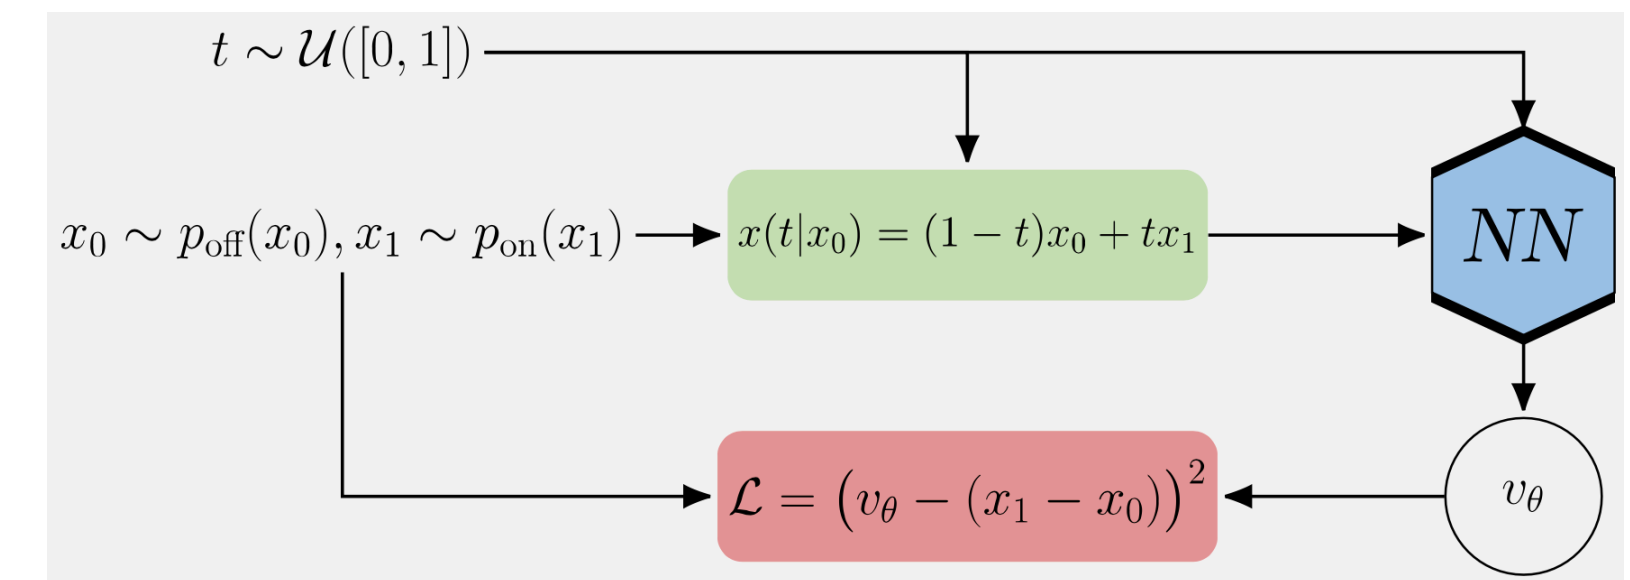 t ∼ 𝒰([0, 1])
x₀ ∼ p_off(x₀), x₁ ∼ p_on(x₁)
x(t|x₀) = (1 − t)x₀ + tx₁
NN
ℒ = (v_θ − (x₁ − x₀))²
v_θ